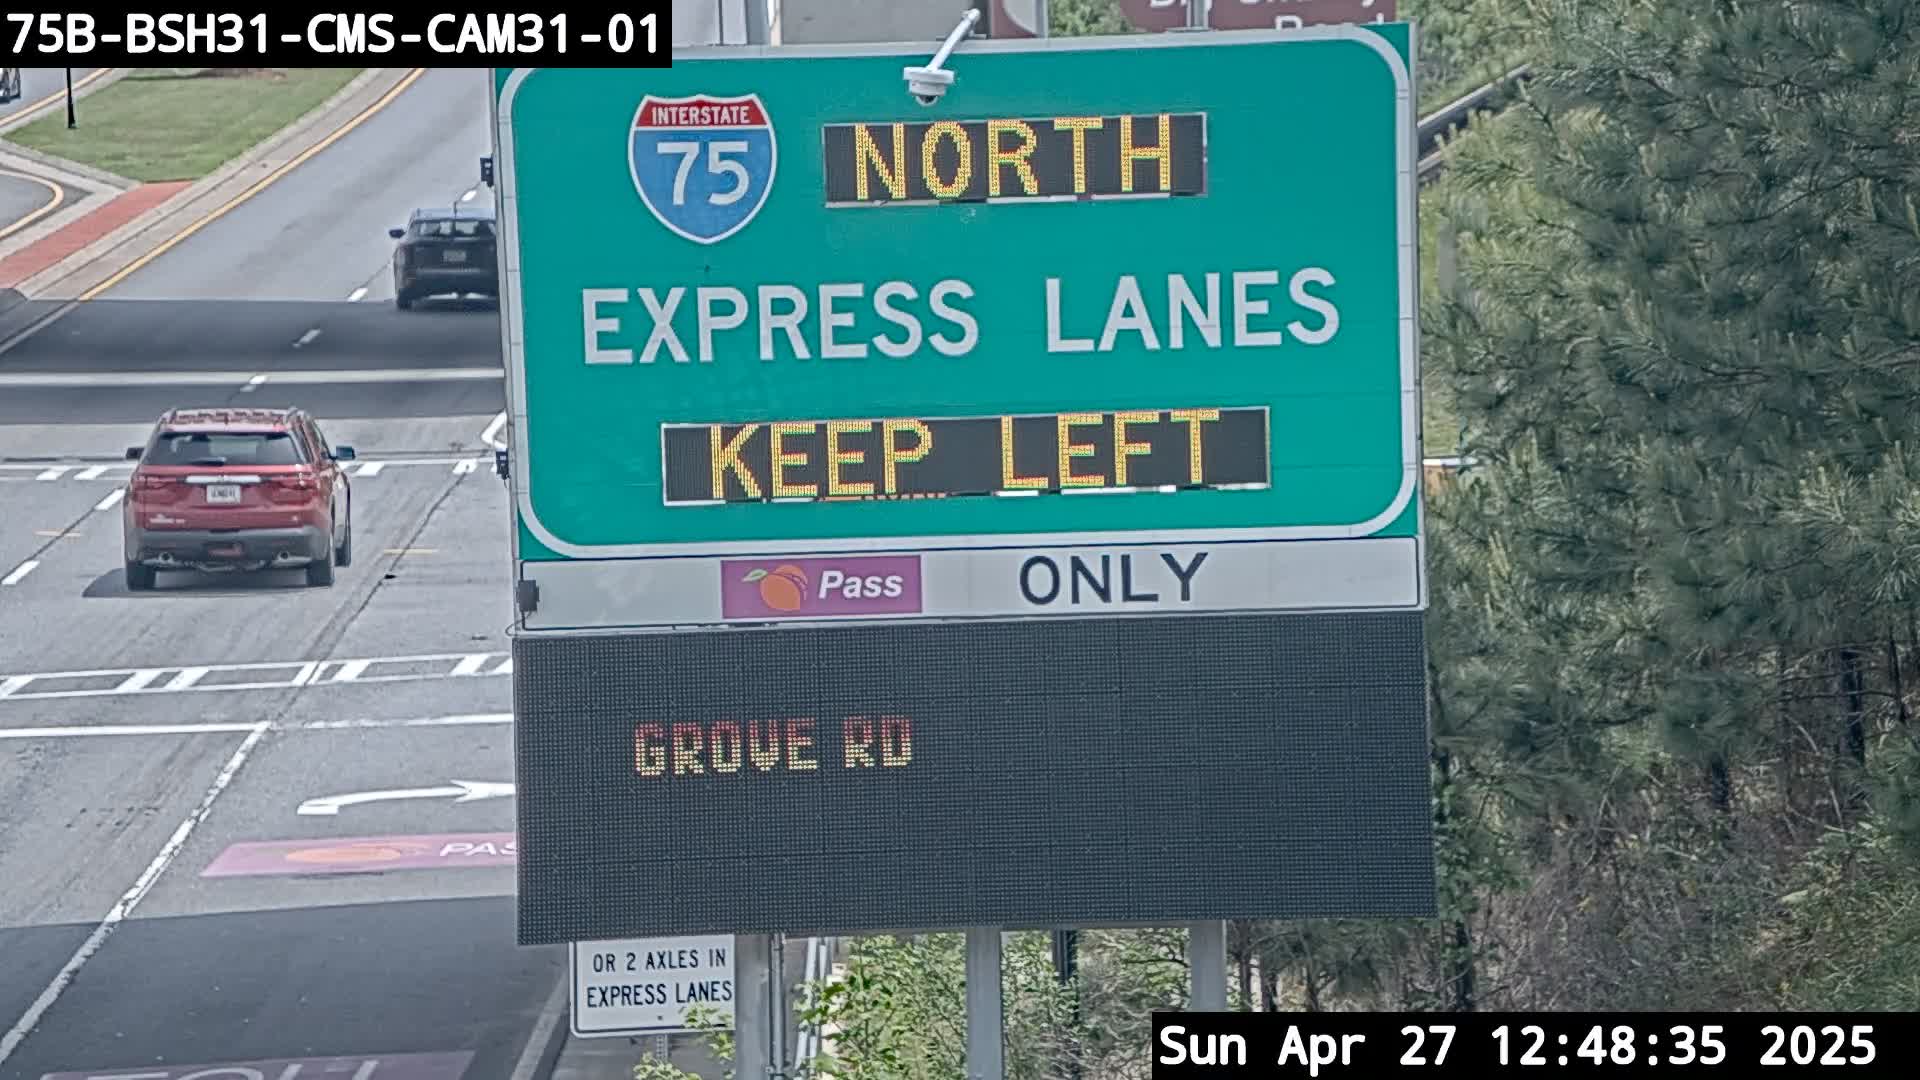 75B-BSH31-CMS-CAM31-01
INTERSTATE
75
NORTH
EXPRESS LANES
KEEP LEFT
Pass ONLY
GROVE RD
OR 2 AXLES IN
EXPRESS LANES
Sun Apr 27 12:48:35 2025